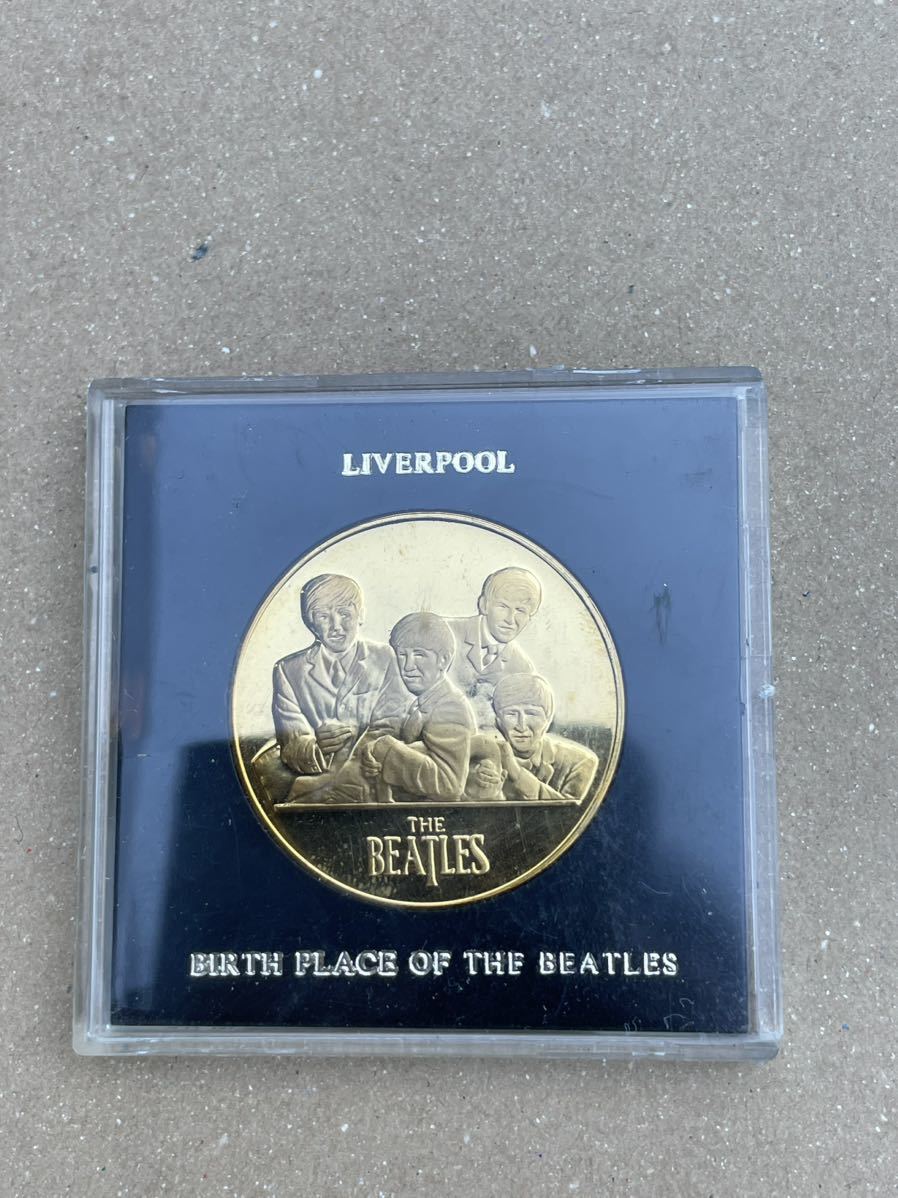 LIVERPOOL
THE
BEATLES
BIRTH PLACE OF THE BEATLES